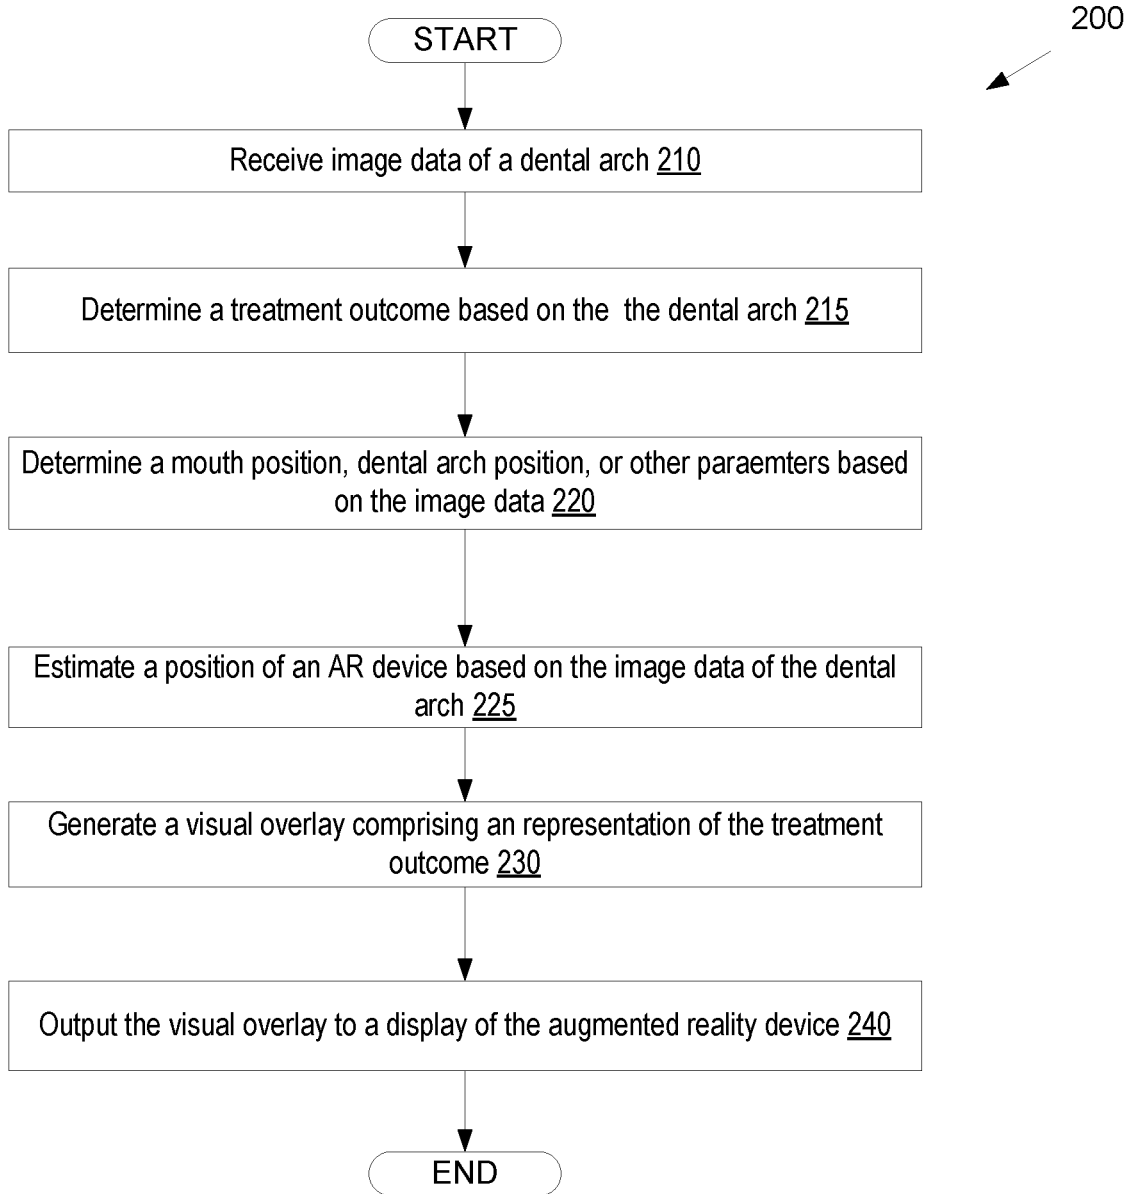 200
START
Receive image data of a dental arch 210
Determine a treatment outcome based on the the dental arch 215
Determine a mouth position, dental arch position, or other paraemters based
on the image data 220
Estimate a position of an AR device based on the image data of the dental
arch 225
Generate a visual overlay comprising an representation of the treatment
outcome 230
Output the visual overlay to a display of the augmented reality device 240
END